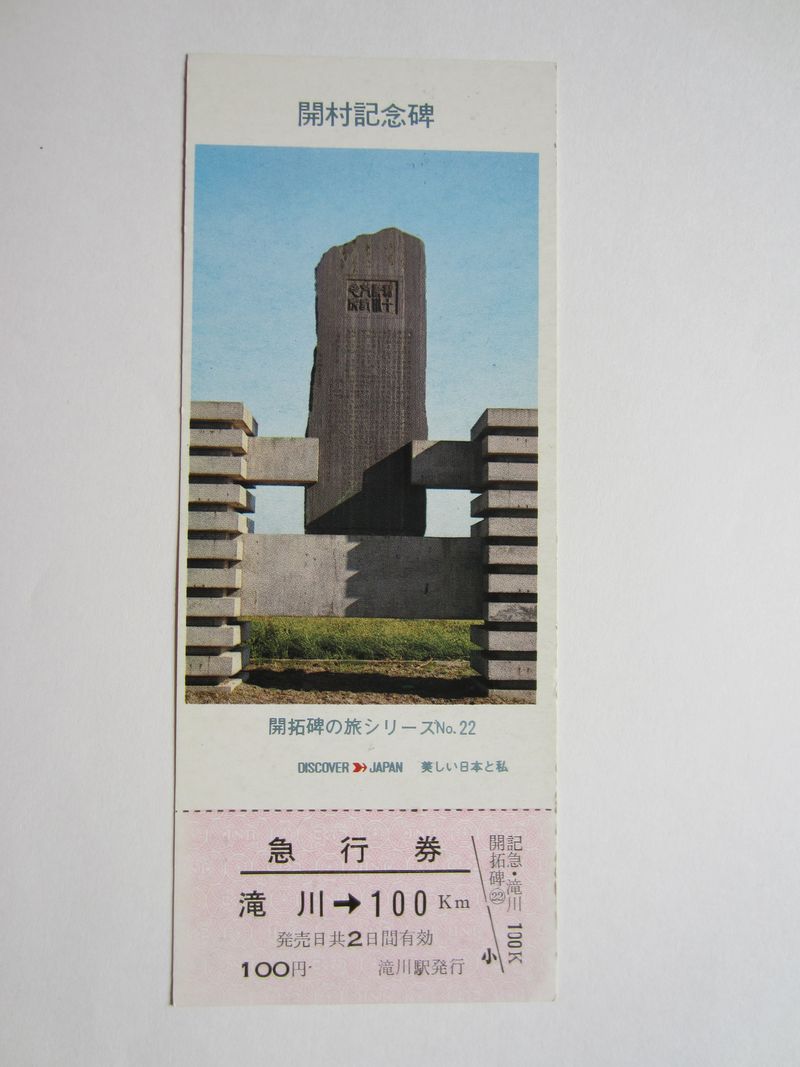 開村記念碑
開拓碑の旅シリーズNo.22
DISCOVER JAPAN 美しい日本と私
急行券
滝川→100Km
発売日共2日間有効
100円 滝川駅発行
記急・滝川 100K
開拓碑㉒
小